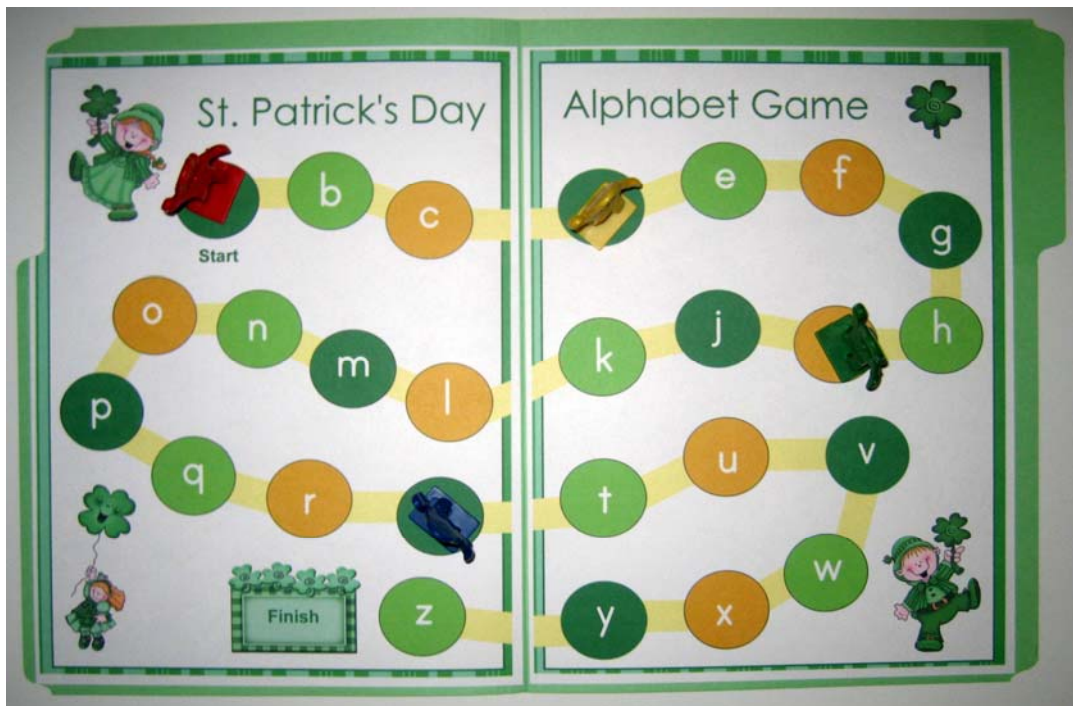 St. Patrick's Day Alphabet Game
b c e f g
Start
o n m l k j h
p q r t u v
z y x w
Finish